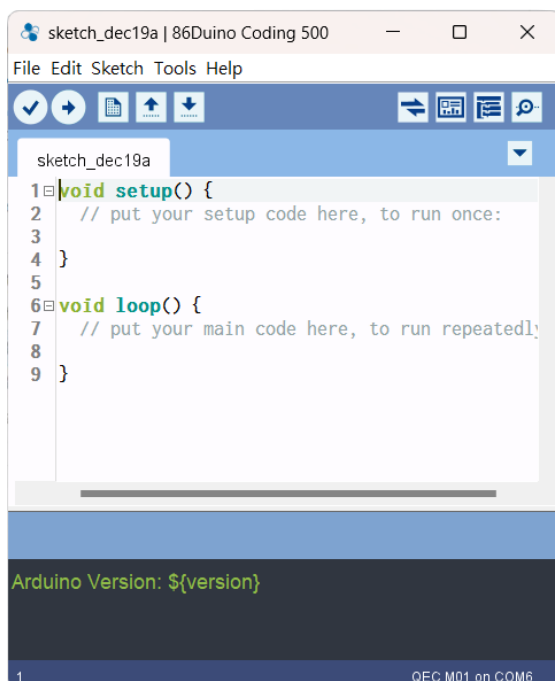 sketch_dec19a | 86Duino Coding 500
File Edit Sketch Tools Help
sketch_dec19a
1 void setup() {
2 // put your setup code here, to run once:
3
4 }
5
6 void loop() {
7 // put your main code here, to run repeatedly
8
9 }
Arduino Version: ${version}
1 QEC M01 on COM6